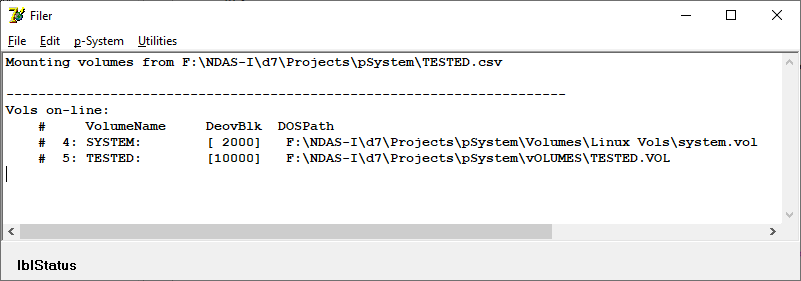 Filer
File Edit p-System Utilities
Mounting volumes from F:\NDAS-I\d7\Projects\pSystem\TESTED.csv
----------------------------------------------------------------------
Vols on-line:
# VolumeName DeovBlk DOSPath
# 4: SYSTEM: [ 2000] F:\NDAS-I\d7\Projects\pSystem\Volumes\Linux Vols\system.vol
# 5: TESTED: [10000] F:\NDAS-I\d7\Projects\pSystem\vOLUMES\TESTED.VOL
lblStatus